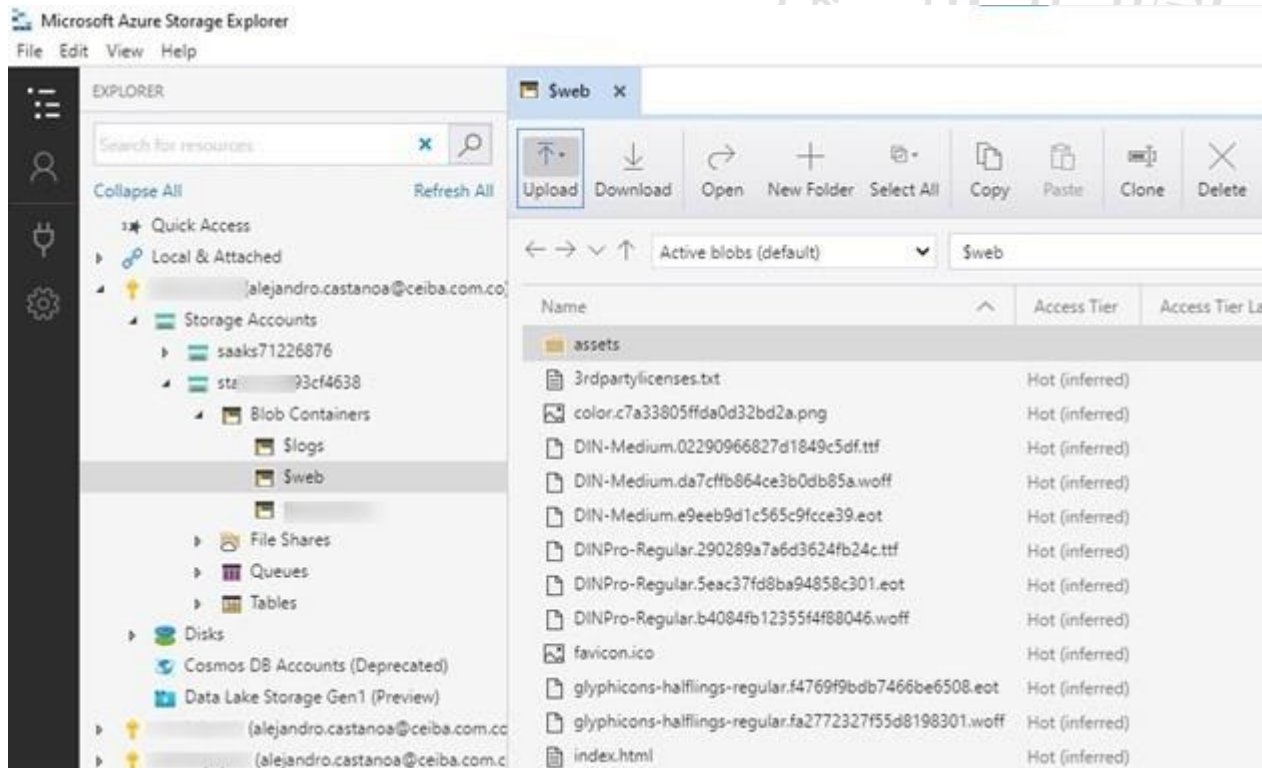 Microsoft Azure Storage Explorer
File Edit View Help
EXPLORER
Search for resources
Collapse All Refresh All
Quick Access
Local & Attached
(alejandro.castanoa@ceiba.com.co)
Storage Accounts
saaks71226876
sta 93cf4638
Blob Containers
$logs
$web
File Shares
Queues
Tables
Disks
Cosmos DB Accounts (Deprecated)
Data Lake Storage Gen1 (Preview)
(alejandro.castanoa@ceiba.com.co
(alejandro.castanoa@ceiba.com.c
$web
Upload Download Open New Folder Select All Copy Paste Clone Delete
Active blobs (default) $web
Name Access Tier Access Tier La
assets
3rdpartylicenses.txt Hot (inferred)
color.c7a33805ffda0d32bd2a.png Hot (inferred)
DIN-Medium.02290966827d1849c5df.ttf Hot (inferred)
DIN-Medium.da7cffb864ce3b0db85a.woff Hot (inferred)
DIN-Medium.e9eeb9d1c565c9fcce39.eot Hot (inferred)
DINPro-Regular.290289a7a6d3624fb24c.ttf Hot (inferred)
DINPro-Regular.5eac37fd8ba94858c301.eot Hot (inferred)
DINPro-Regular.b4084fb12355f4f88046.woff Hot (inferred)
favicon.ico Hot (inferred)
glyphicons-halflings-regular.f4769f9bdb7466be6508.eot Hot (inferred)
glyphicons-halflings-regular.fa2772327f55d8198301.woff Hot (inferred)
index.html Hot (inferred)